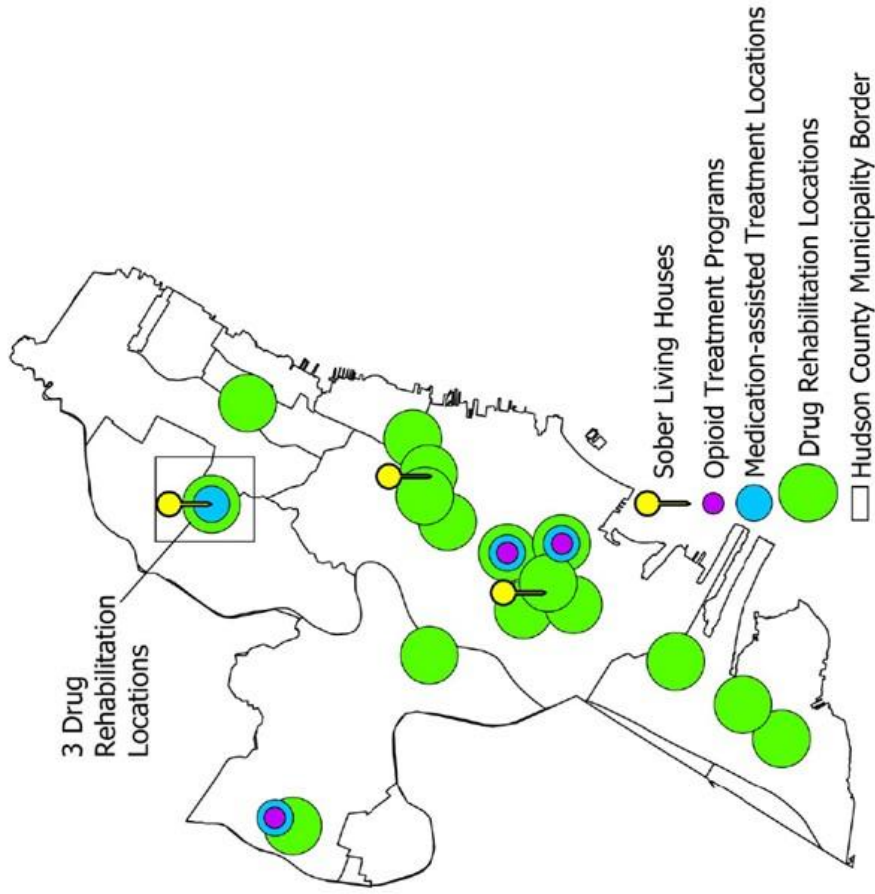 3 Drug
Rehabilitation
Locations
Sober Living Houses
Opioid Treatment Programs
Medication-assisted Treatment Locations
Drug Rehabilitation Locations
Hudson County Municipality Border